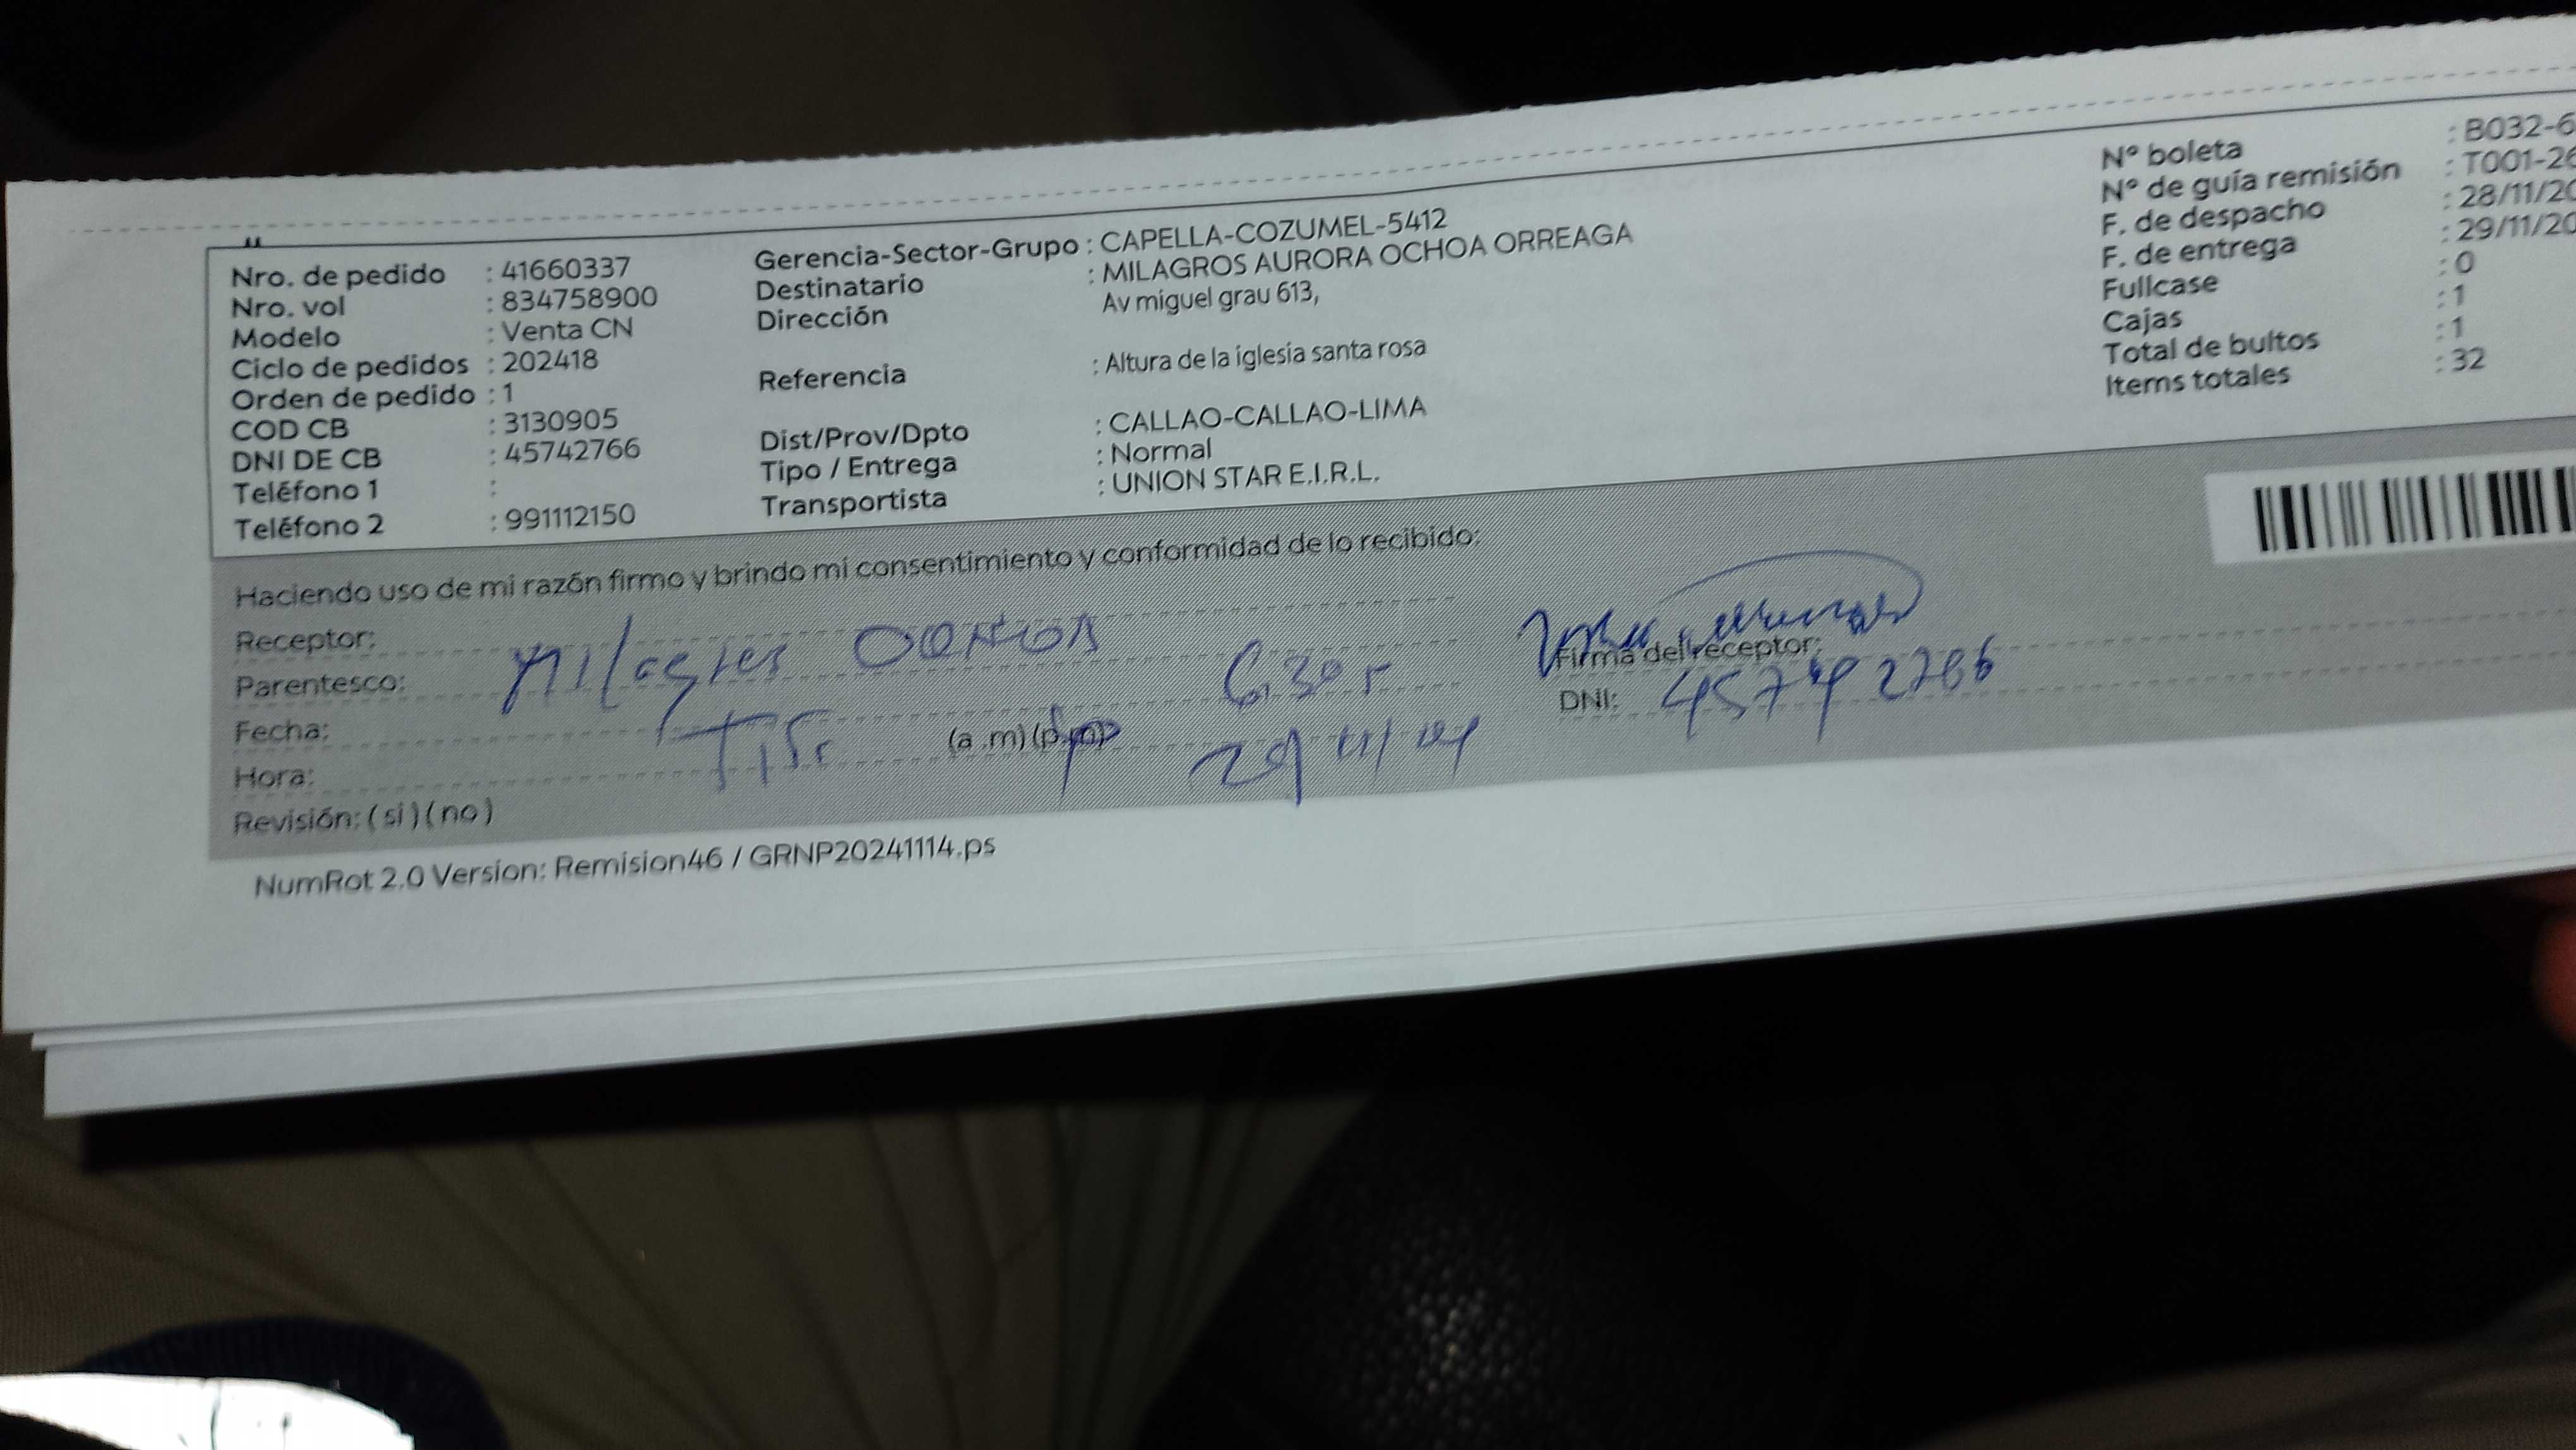 Nro. de pedido : 41660337
Nro. vol : 834758900
Modelo : Venta CN
Ciclo de pedidos : 202418
Orden de pedido : 1
COD CB : 3130905
DNI DE CB : 45742766
Teléfono 1 :
Teléfono 2 : 991112150
Gerencia-Sector-Grupo : CAPELLA-COZUMEL-5412
Destinatario : MILAGROS AURORA OCHOA ORREAGA
Dirección Av miguel grau 613,
Referencia : Altura de la iglesia santa rosa
Dist/Prov/Dpto : CALLAO-CALLAO-LIMA
Tipo / Entrega : Normal
Transportista : UNION STAR E.I.R.L.
Nº boleta : B032-6
Nº de guía remisión : T001-26
F. de despacho : 28/11/20
F. de entrega : 29/11/20
Fullcase : 0
Cajas : 1
Total de bultos : 1
Items totales : 32
Haciendo uso de mi razón firmo y brindo mi consentimiento y conformidad de lo recibido:
Receptor: Milagros
Parentesco:
Fecha:
Hora: (a .m) (p.m)
Revisión: ( si ) ( no )
Firma del receptor:
DNI: 45742766
NumRot 2.0 Version: Remision46 / GRNP20241114.ps